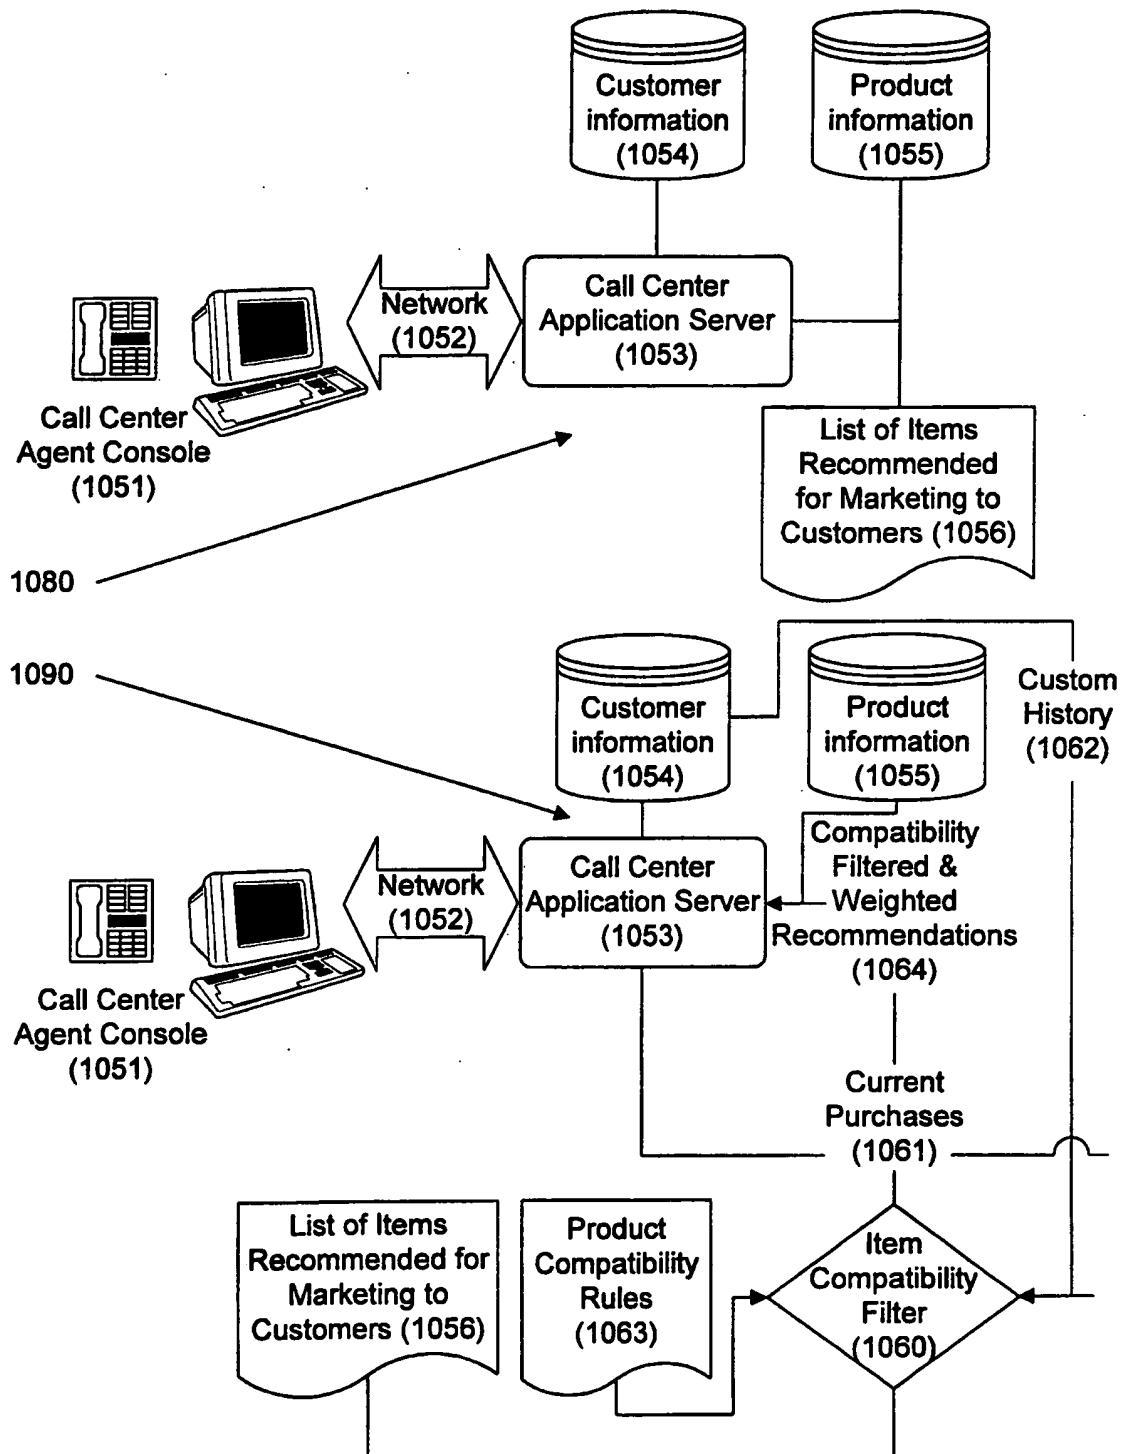 Customer
information
(1054)
Product
information
(1055)
Network
(1052)
Call Center
Application Server
(1053)
Call Center
Agent Console
(1051)
List of Items
Recommended
for Marketing to
Customers (1056)
1080
1090
Customer
information
(1054)
Product
information
(1055)
Custom
History
(1062)
Compatibility
Filtered &
Weighted
Recommendations
(1064)
Call Center
Application Server
(1053)
Network
(1052)
Call Center
Agent Console
(1051)
Current
Purchases
(1061)
List of Items
Recommended for
Marketing to
Customers (1056)
Product
Compatibility
Rules
(1063)
Item
Compatibility
Filter
(1060)